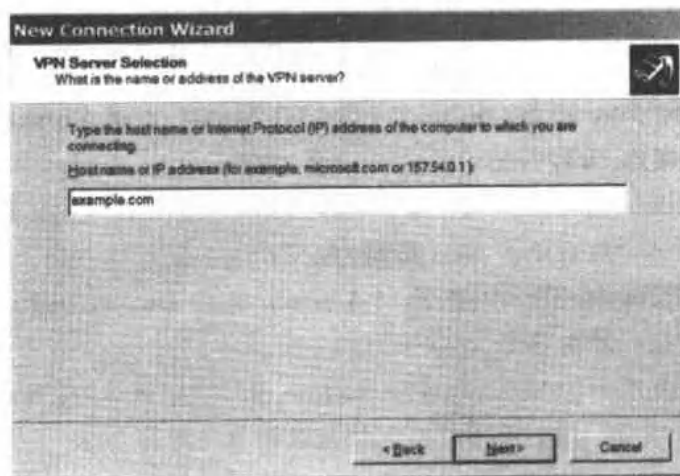 New Connection Wizard
VPN Server Selection
What is the name or address of the VPN server?
Type the host name or Internet Protocol (IP) address of the computer to which you are
connecting.
Host name or IP address (for example, microsoft.com or 157.54.0.1 ):
example.com
< Back
Next >
Cancel